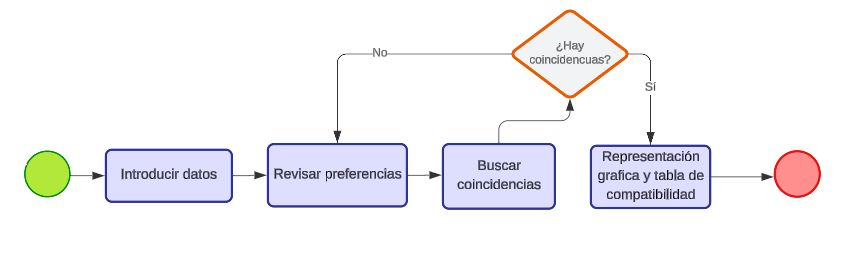 ¿Hay
coincidencuas?
No
Sí
Introducir datos
Revisar preferencias
Buscar
coincidencias
Representación
grafica y tabla de
compatibilidad